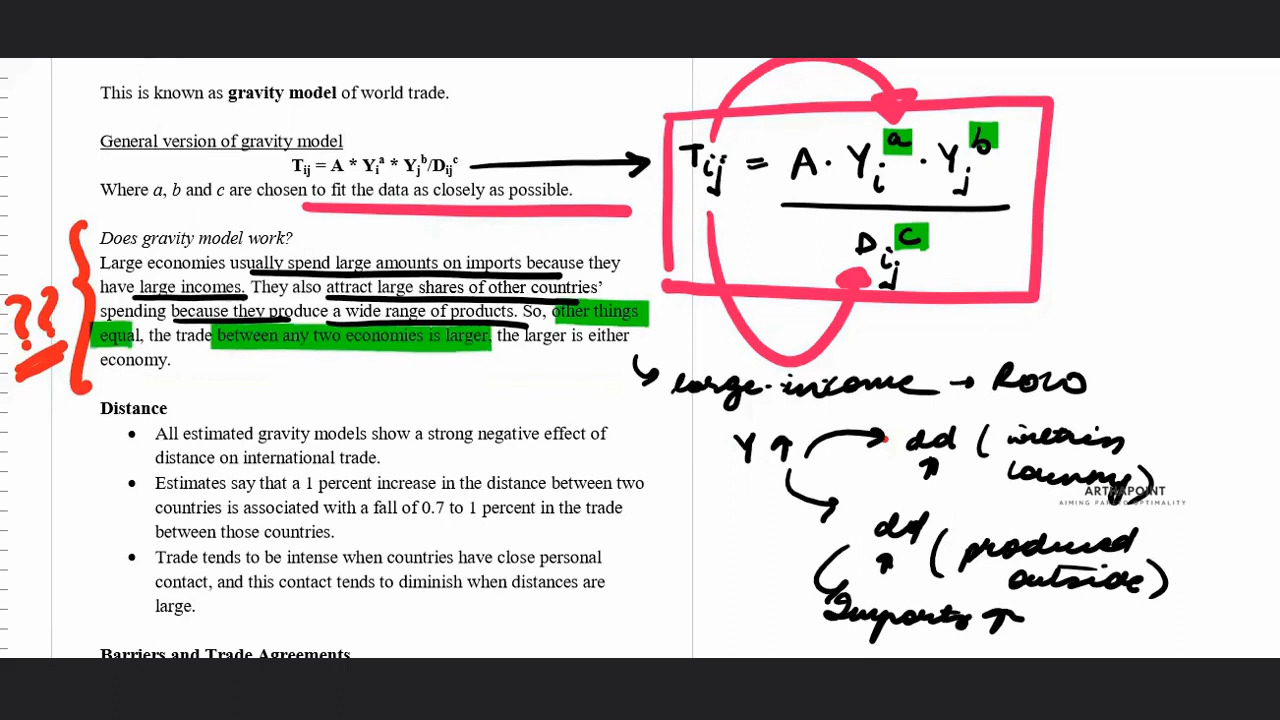 This is known as gravity model of world trade.
General version of gravity model
Tij = A * Yi^a * Yj^b/Dij^c
Where a, b and c are chosen to fit the data as closely as possible.
Does gravity model work?
Large economies usually spend large amounts on imports because they
have large incomes. They also attract large shares of other countries’
spending because they produce a wide range of products. So, other things
equal, the trade between any two economies is larger, the larger is either
economy.
Distance
• All estimated gravity models show a strong negative effect of
distance on international trade.
• Estimates say that a 1 percent increase in the distance between two
countries is associated with a fall of 0.7 to 1 percent in the trade
between those countries.
• Trade tends to be intense when countries have close personal
contact, and this contact tends to diminish when distances are
large.
Barriers and Trade Agreements
??
Tij = A · Yi^a · Yj^b
Dij^c
large-income → ROW
Y ↑ dd (within
↑ country)
dd (produced
↑ outside)
Imports ↑
ARTHAPOINT
AIMING PARETO OPTIMALITY